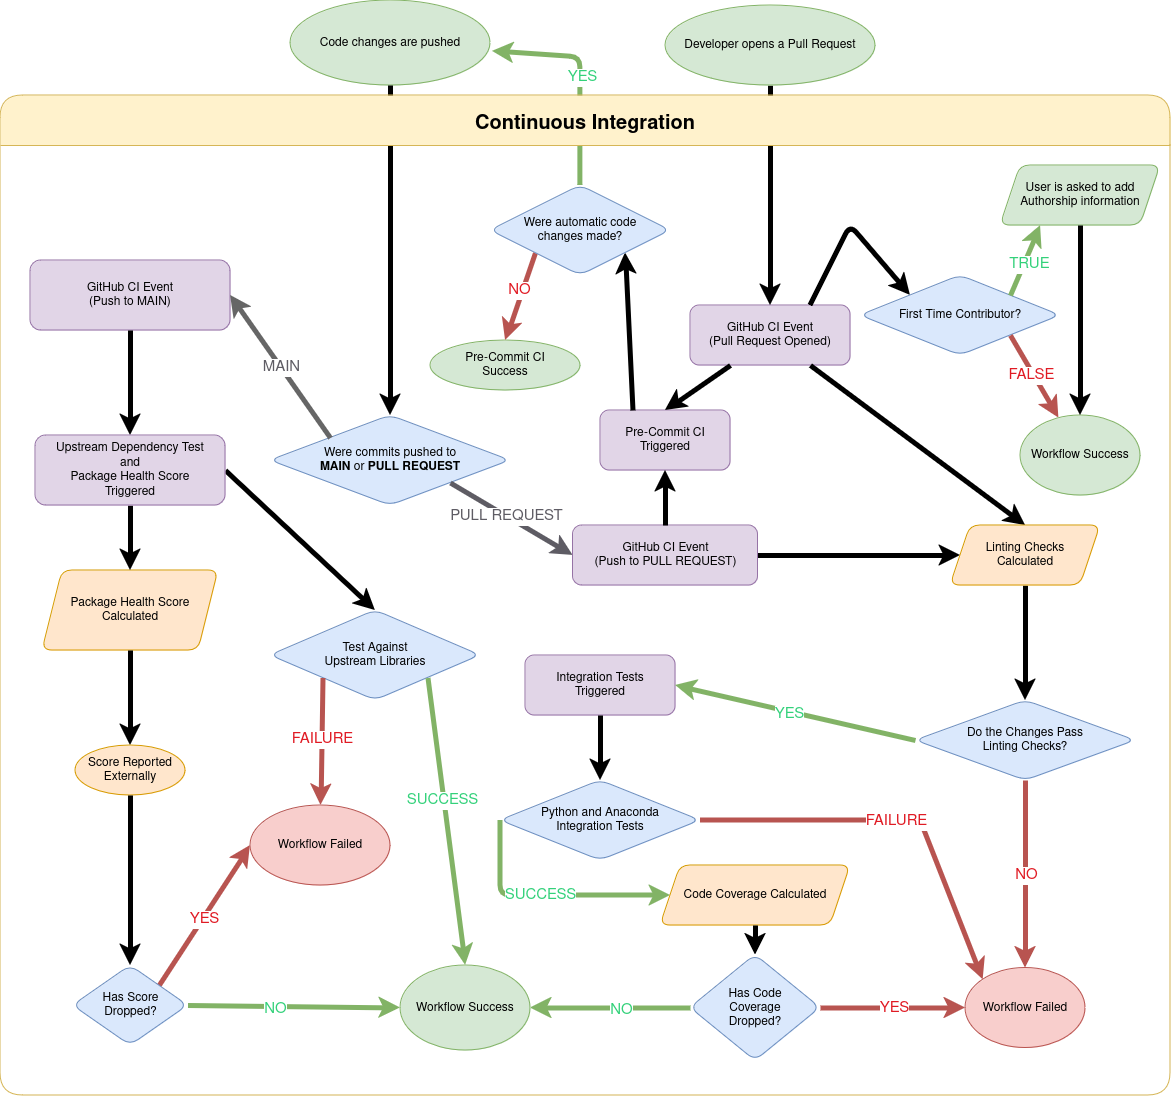 Code changes are pushed
Developer opens a Pull Request
YES
Continuous Integration
User is asked to add
Authorship information
Were automatic code
changes made?
TRUE
NO
GitHub CI Event
(Push to MAIN)
GitHub CI Event
(Pull Request Opened)
First Time Contributor?
MAIN
Pre-Commit CI
Success
FALSE
Pre-Commit CI
Triggered
Were commits pushed to
MAIN or PULL REQUEST
Workflow Success
Upstream Dependency Test
and
Package Health Score
Triggered
PULL REQUEST
GitHub CI Event
(Push to PULL REQUEST)
Linting Checks
Calculated
Package Health Score
Calculated
Test Against
Upstream Libraries
Integration Tests
Triggered
YES
Do the Changes Pass
Linting Checks?
FAILURE
Score Reported
Externally
SUCCESS
Python and Anaconda
Integration Tests
FAILURE
Workflow Failed
NO
SUCCESS
Code Coverage Calculated
YES
Has Score
Dropped?
NO
Workflow Success
NO
Has Code
Coverage
Dropped?
YES
Workflow Failed